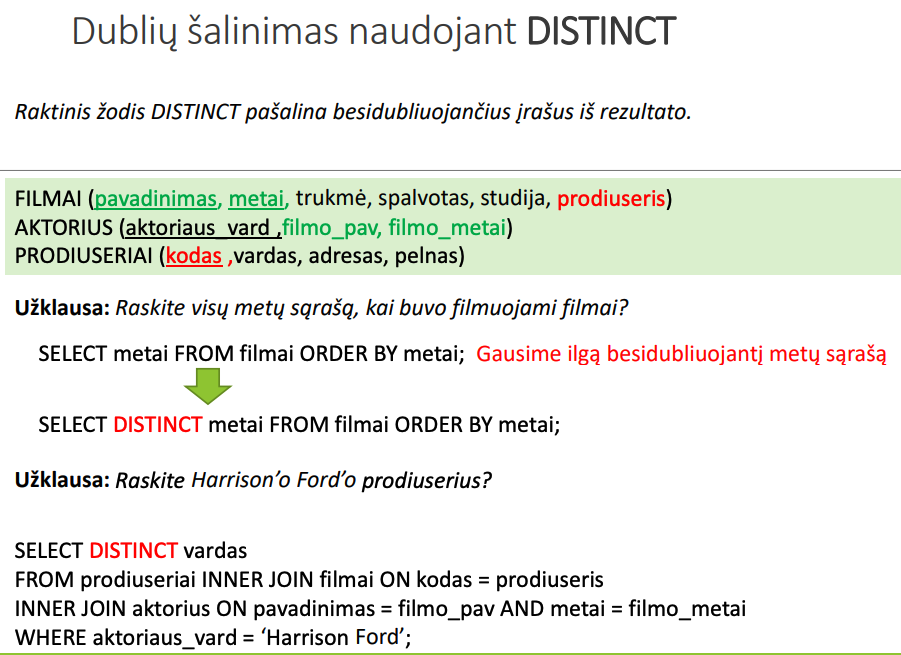 Dublių šalinimas naudojant DISTINCT
Raktinis žodis DISTINCT pašalina besidubliuojančius įrašus iš rezultato.
FILMAI (pavadinimas, metai, trukmė, spalvotas, studija, prodiuseris)
AKTORIUS (aktoriaus_vard ,filmo_pav, filmo_metai)
PRODIUSERIAI (kodas ,vardas, adresas, pelnas)
Užklausa: Raskite visų metų sąrašą, kai buvo filmuojami filmai?
SELECT metai FROM filmai ORDER BY metai; Gausime ilgą besidubliuojantį metų sąrašą
SELECT DISTINCT metai FROM filmai ORDER BY metai;
Užklausa: Raskite Harrison’o Ford’o prodiuserius?
SELECT DISTINCT vardas
FROM prodiuseriai INNER JOIN filmai ON kodas = prodiuseris
INNER JOIN aktorius ON pavadinimas = filmo_pav AND metai = filmo_metai
WHERE aktoriaus_vard = ‘Harrison Ford’;